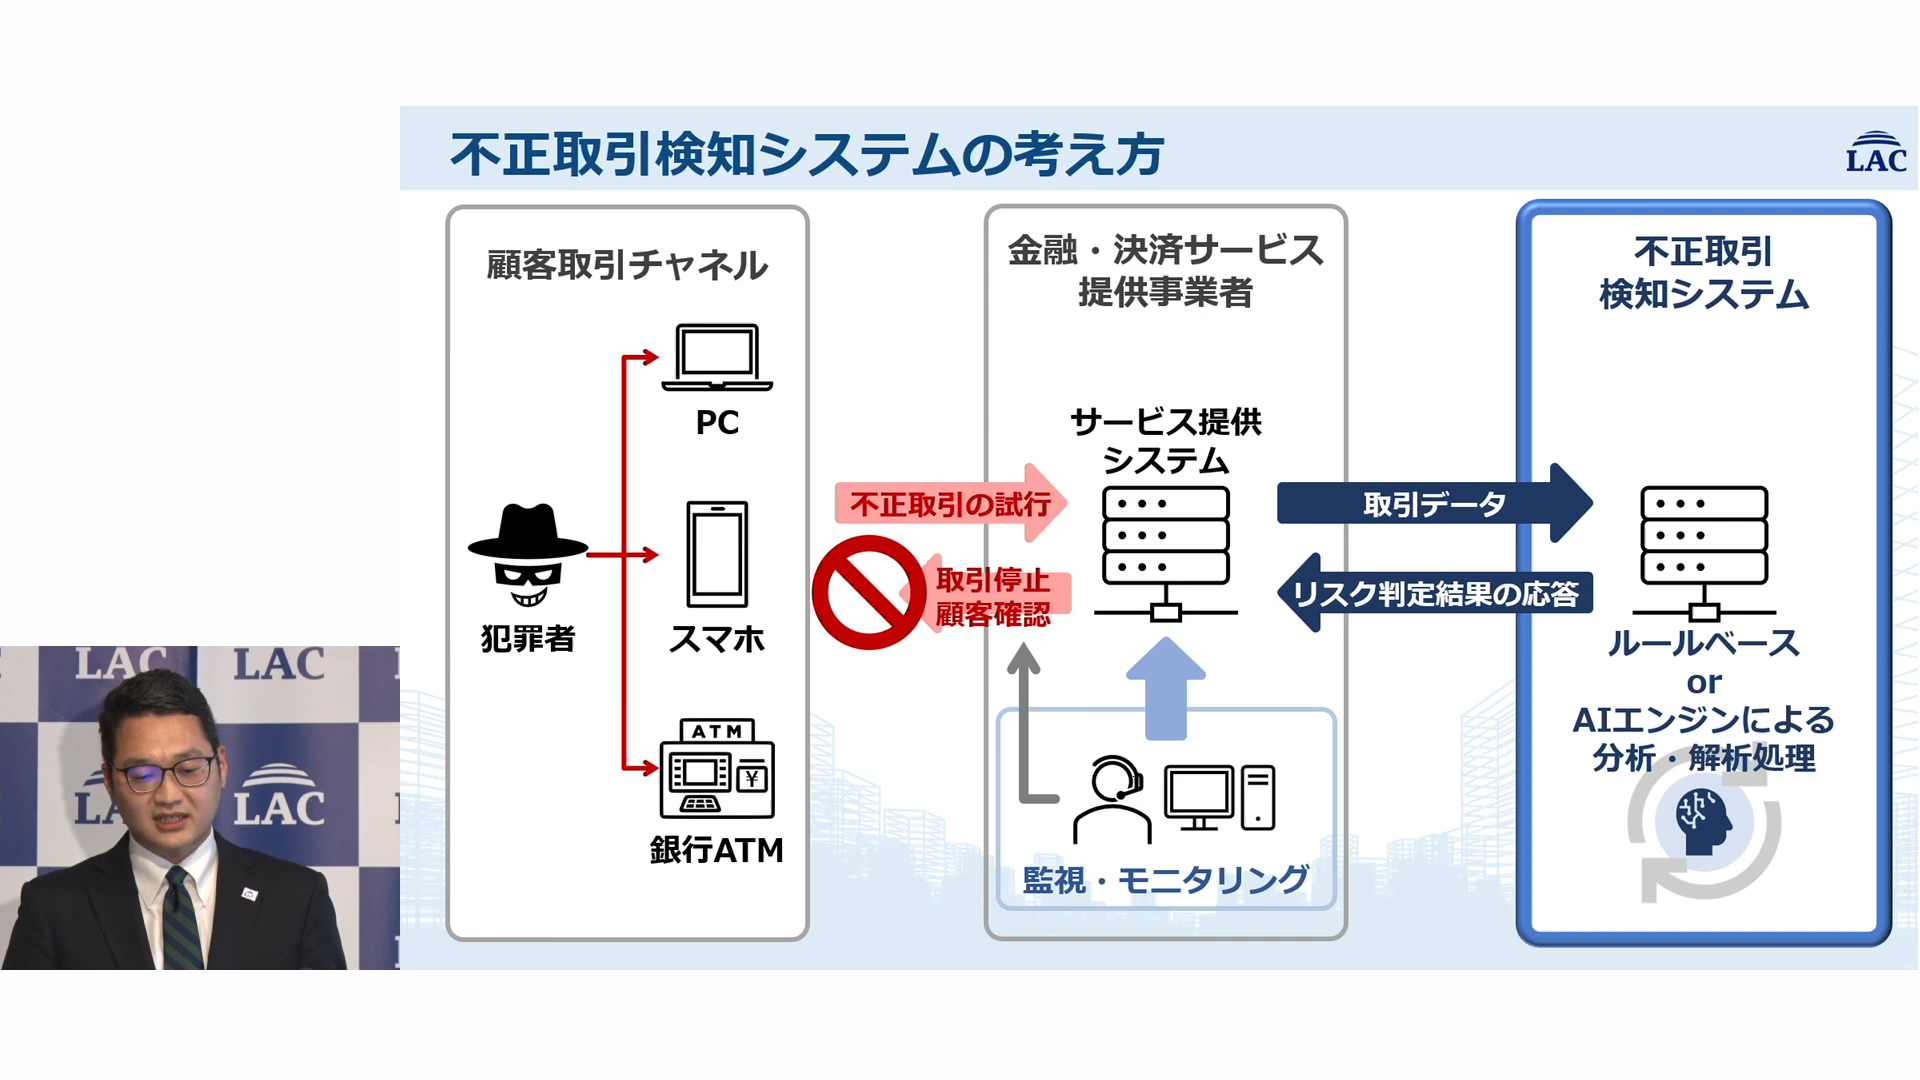 不正取引検知システムの考え方
LAC
顧客取引チャネル
PC
犯罪者
スマホ
ATM
¥
銀行ATM
不正取引の試行
取引停止
顧客確認
金融・決済サービス
提供事業者
サービス提供
システム
監視・モニタリング
取引データ
リスク判定結果の応答
不正取引
検知システム
ルールベース
or
AIエンジンによる
分析・解析処理
LAC
LAC
LA
LAC